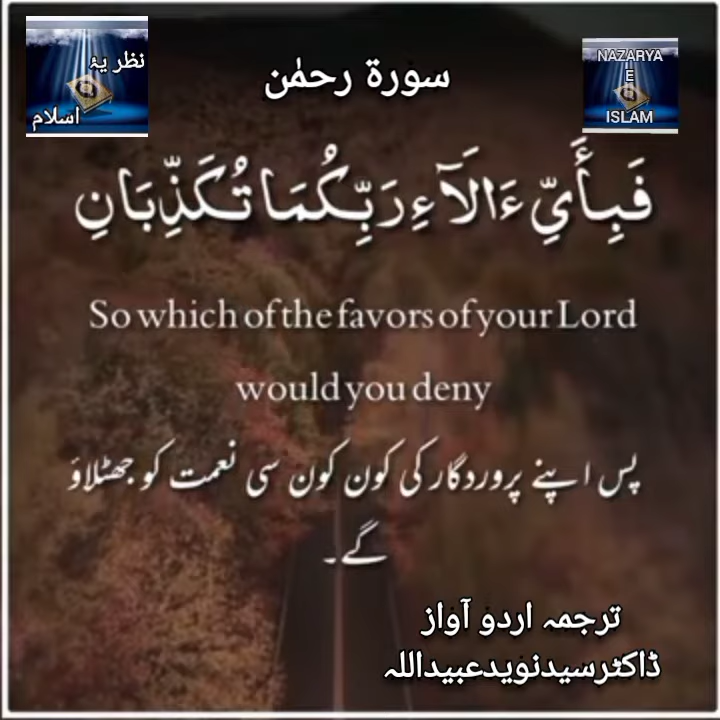 نظریۂ
اسلام
سورة رحمٰن
NAZARYA
E
ISLAM
فَبِأَيِّ ءَالَآءِ رَبِّكُمَا تُكَذِّبَانِ
So which of the favors of your Lord
would you deny
پس اپنے پروردگار کی کون کون سی نعمت کو جھٹلاؤ
گے۔
ترجمہ اردو آواز
ڈاکٹرسیدنویدعبیداللہ